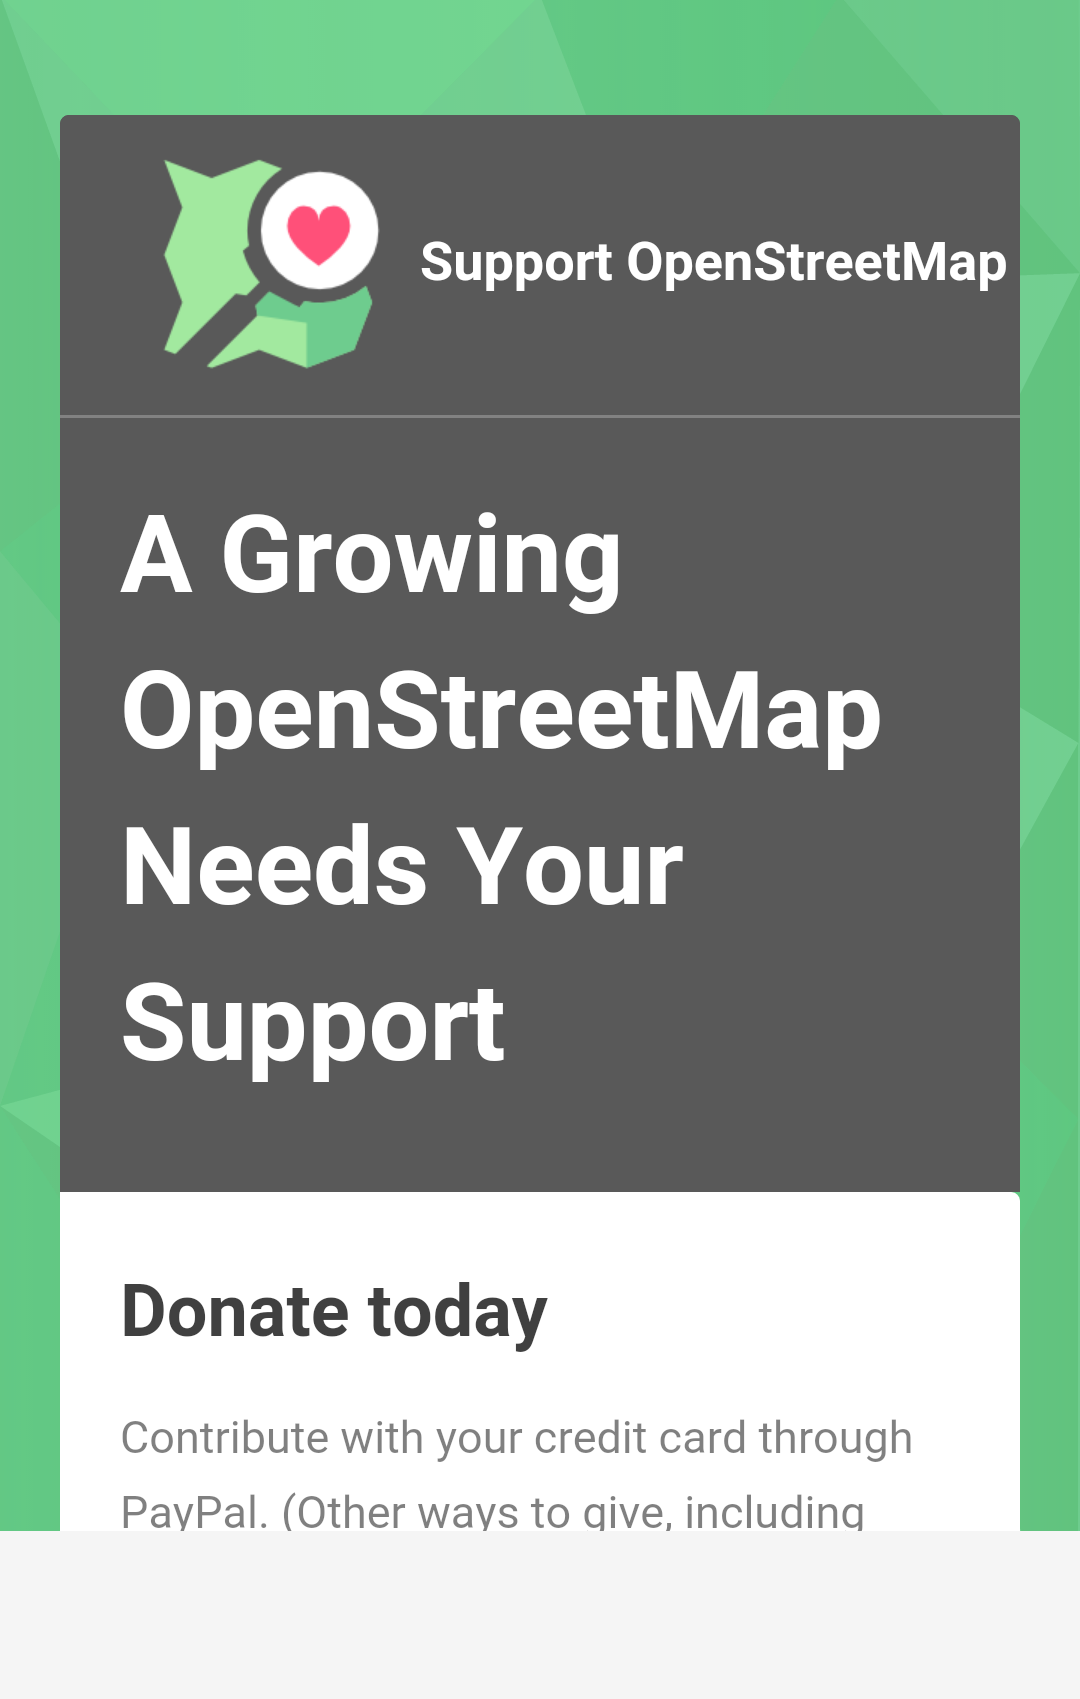 Support OpenStreetMap
A Growing
OpenStreetMap
Needs Your
Support
Donate today
Contribute with your credit card through
PayPal. (Other ways to give, including